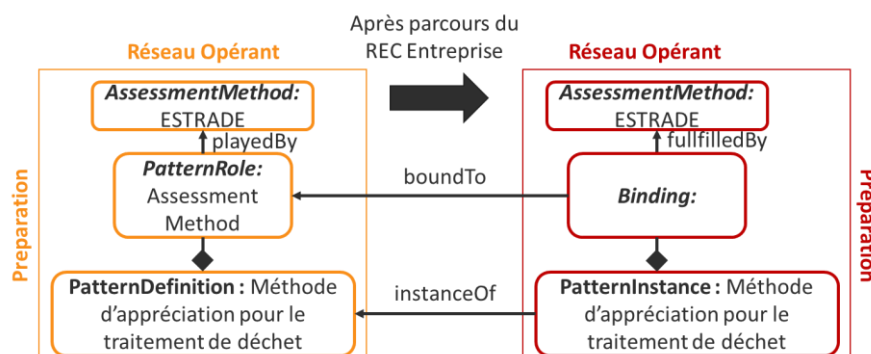 Après parcours du
REC Entreprise
Réseau Opérant
Réseau Opérant
Preparation
AssessmentMethod:
ESTRADE
playedBy
PatternRole:
Assessment
Method
PatternDefinition : Méthode
d'appréciation pour le
traitement de déchet
boundTo
instanceOf
AssessmentMethod:
ESTRADE
fullfilledBy
Binding:
PatternInstance : Méthode
d'appréciation pour le
traitement de déchet
Préparation